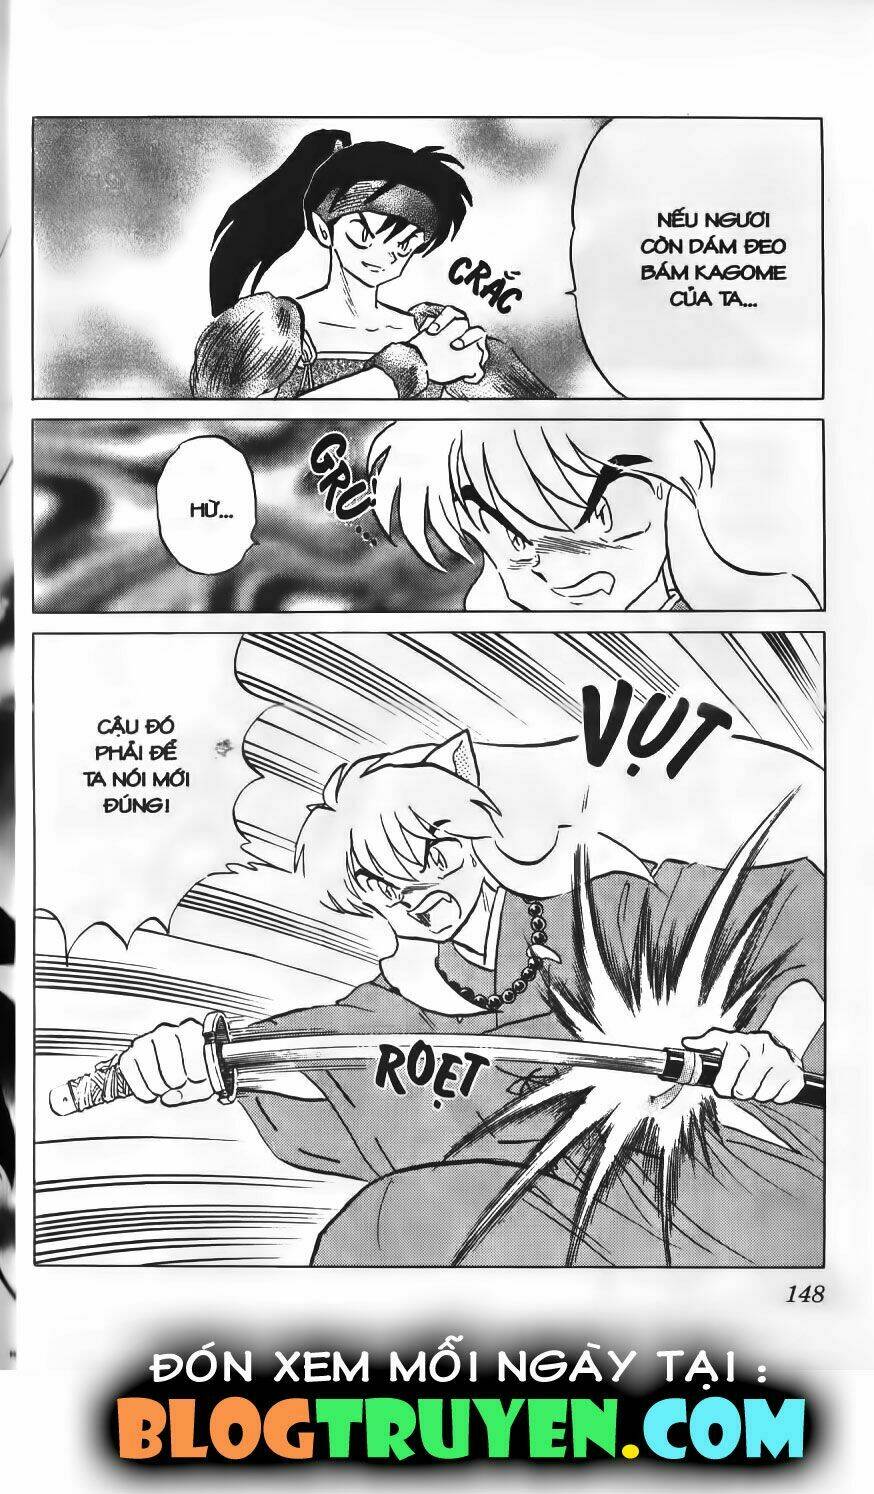 NẾU NGƯƠI
CÒN DÁM ĐEO
BÁM KAGOME
CỦA TA...
CRẮC
HỪ...
GRỪ...
CẬU ĐÓ
PHẢI ĐỂ
TA NÓI MỚI
ĐÚNG!
VỤT
ROẸT
148
ĐÓN XEM MỖI NGÀY TẠI :
BLOGTRUYEN.COM